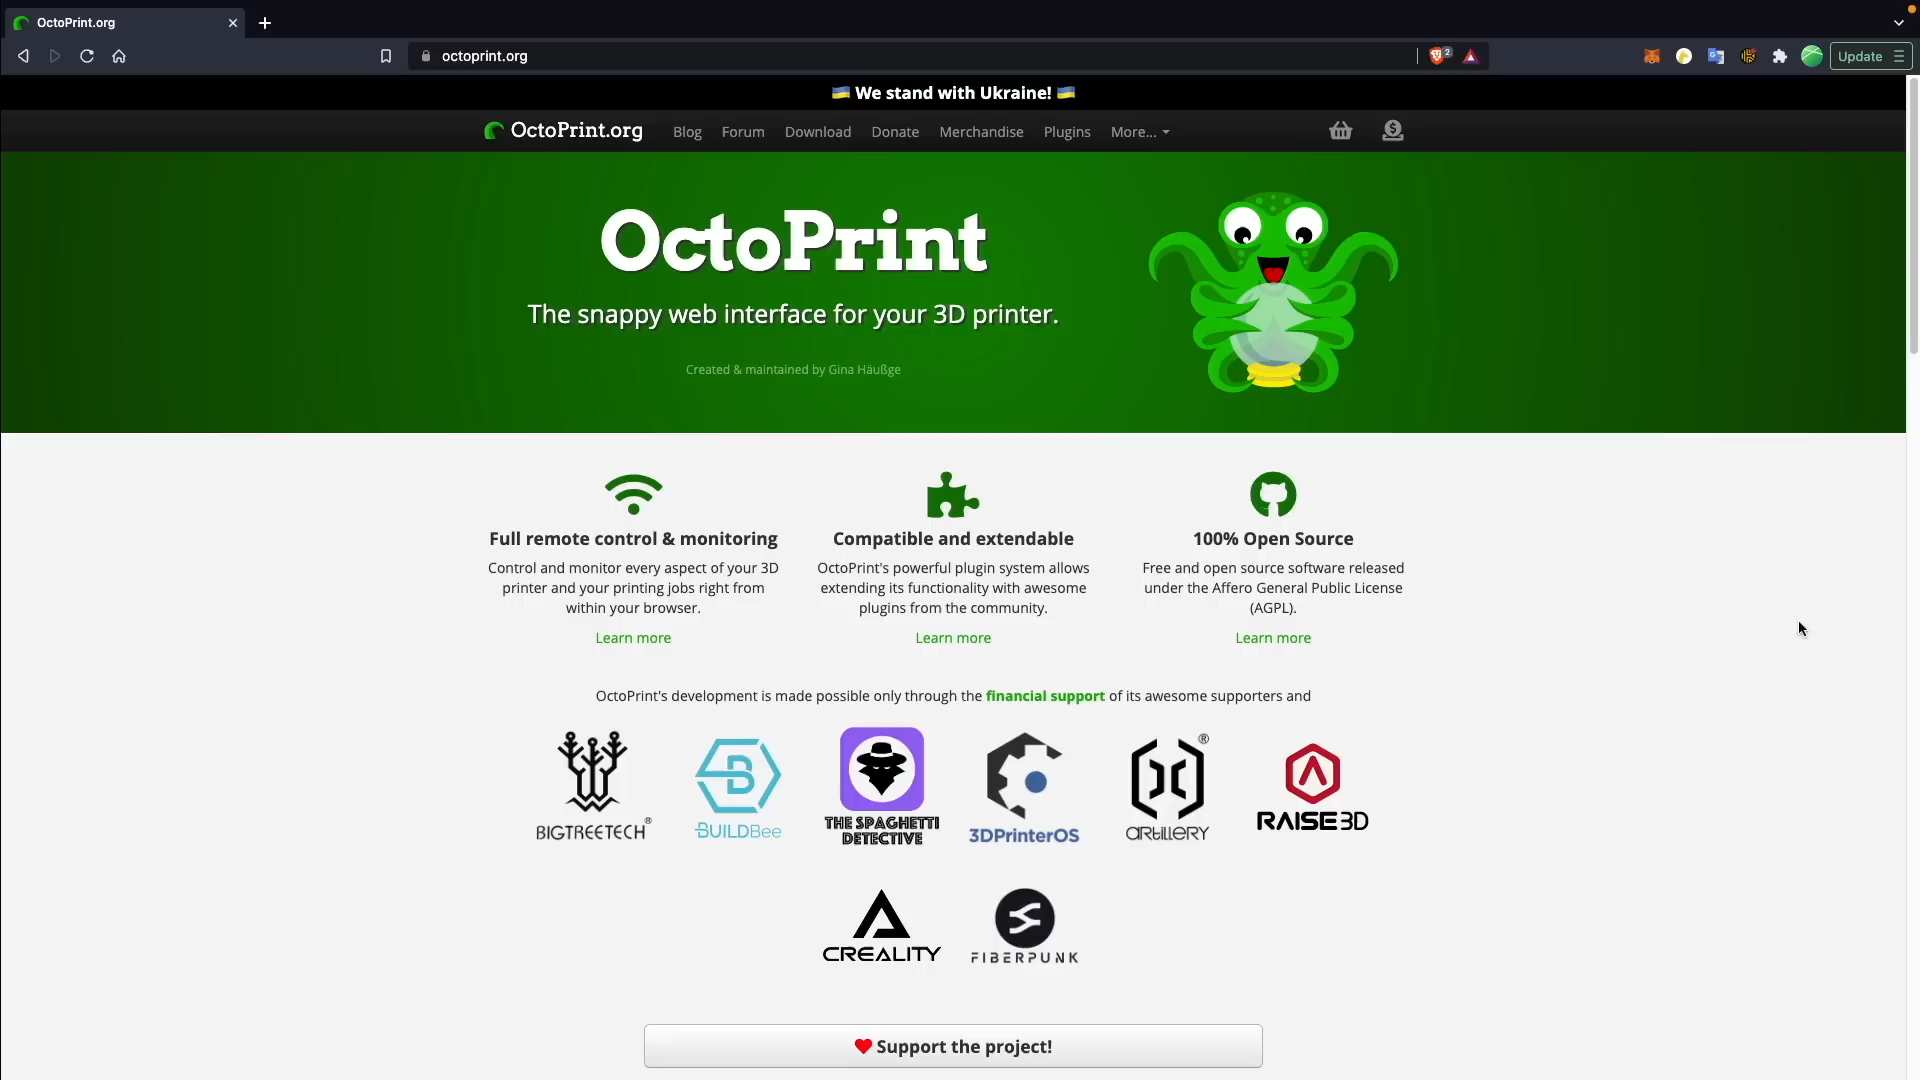 OctoPrint.org
octoprint.org
2
Update
We stand with Ukraine!
OctoPrint.org Blog Forum Download Donate Merchandise Plugins More...
OctoPrint
The snappy web interface for your 3D printer.
Created & maintained by Gina Häußge
Full remote control & monitoring
Control and monitor every aspect of your 3D
printer and your printing jobs right from
within your browser.
Learn more
Compatible and extendable
OctoPrint's powerful plugin system allows
extending its functionality with awesome
plugins from the community.
Learn more
100% Open Source
Free and open source software released
under the Affero General Public License
(AGPL).
Learn more
OctoPrint's development is made possible only through the financial support of its awesome supporters and
BIGTREETECH®
BUILDBee
THE SPAGHETTI
DETECTIVE
3DPrinterOS
®
ARTILLERY
RAISE3D
CREALITY
FIBERPUNK
Support the project!